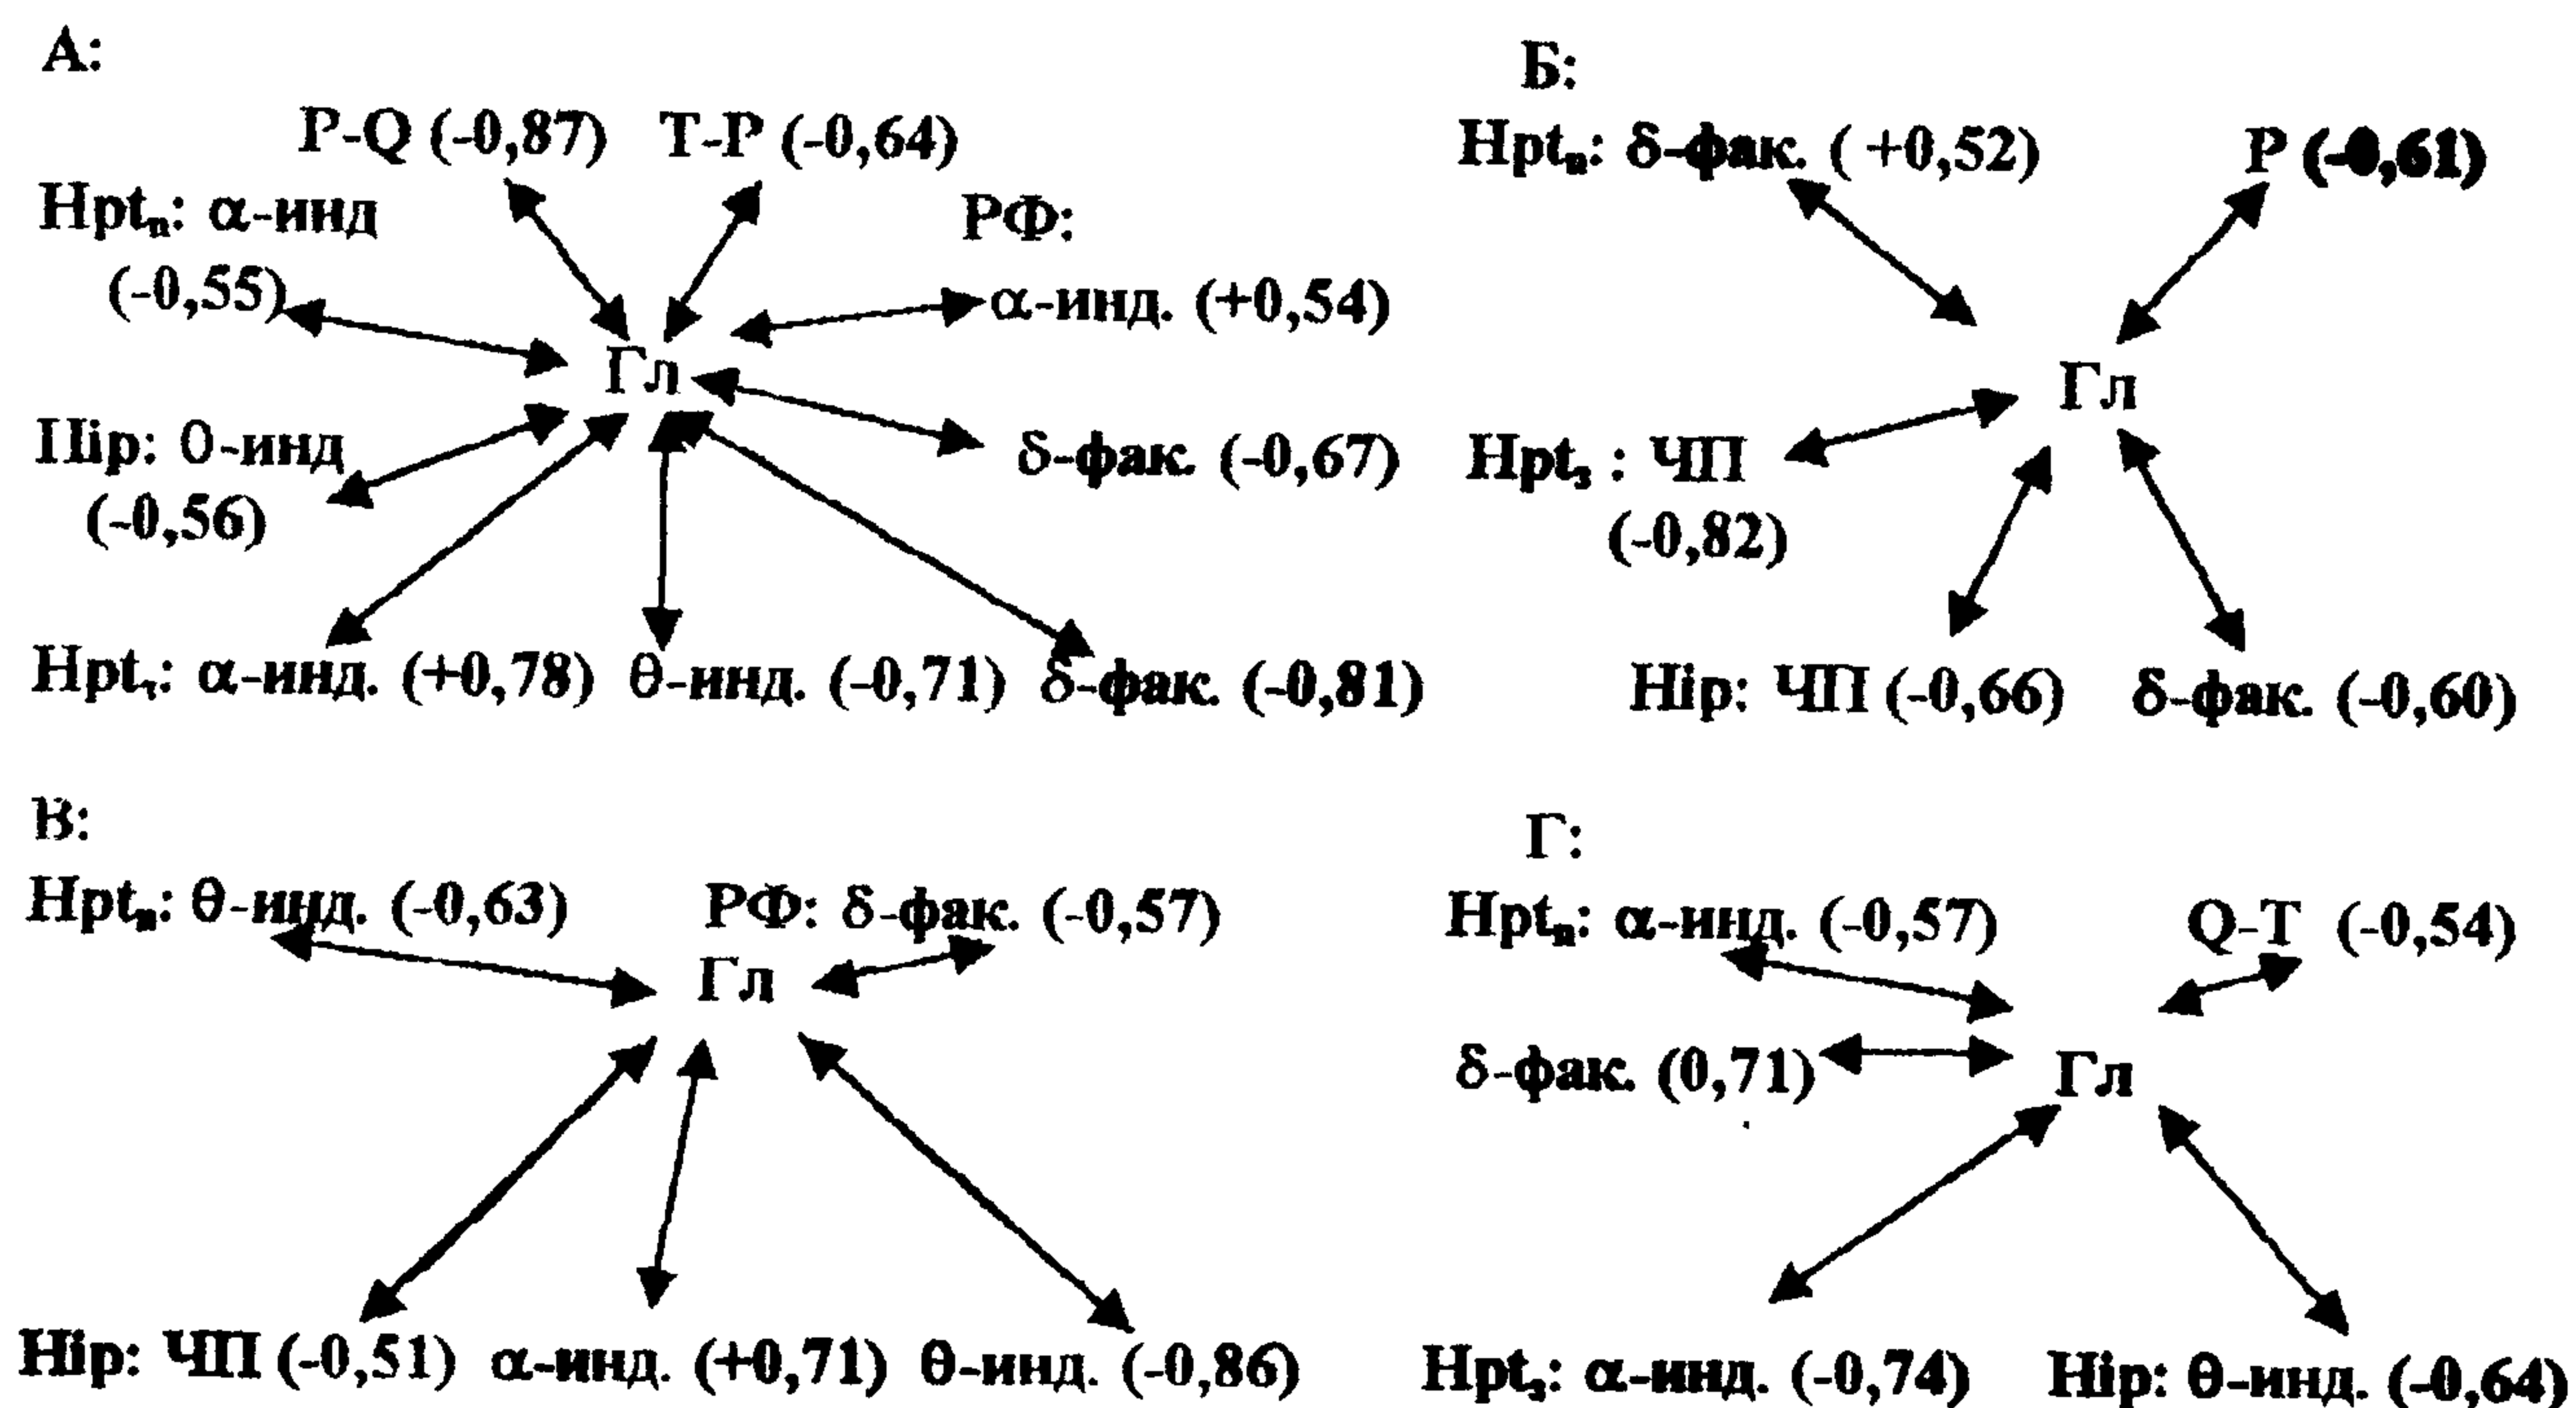 А:
P-Q (-0,87) T-P (-0,64)
Hptп: α-инд
(-0,55)
РФ:
α-инд. (+0,54)
Гл
Hip: θ-инд
(-0,56)
δ-фак. (-0,67)
Hpt: α-инд. (+0,78) θ-инд. (-0,71) δ-фак. (-0,81)
Б:
Hptп: δ-фак. ( +0,52)
P (-0,61)
Гл
Hpt₃ : ЧП
(-0,82)
Hip: ЧП (-0,66) δ-фак. (-0,60)
В:
Hptп: θ-инд. (-0,63) РФ: δ-фак. (-0,57)
Гл
Hip: ЧП (-0,51) α-инд. (+0,71) θ-инд. (-0,86)
Г:
Hptп: α-инд. (-0,57) Q-T (-0,54)
δ-фак. (0,71)
Гл
Hpt₃: α-инд. (-0,74) Hip: θ-инд. (-0,64)